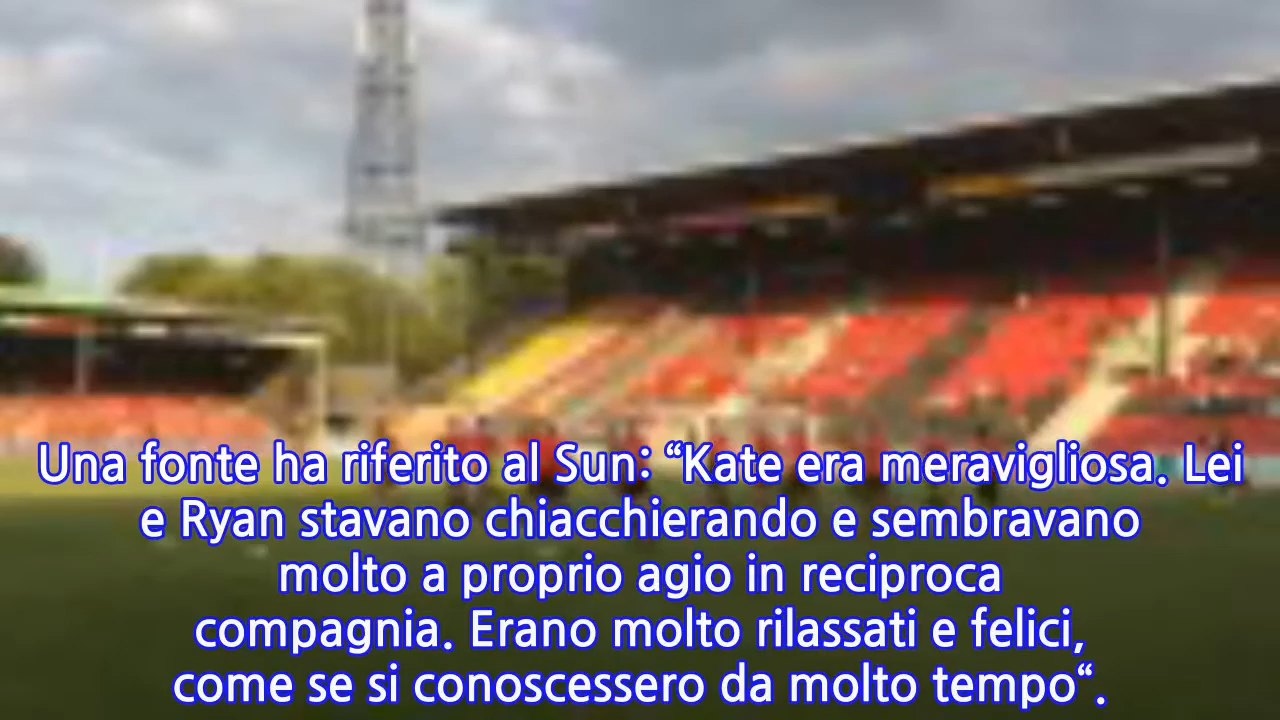 Una fonte ha riferito al Sun: “Kate era meravigliosa. Lei
e Ryan stavano chiacchierando e sembravano
molto a proprio agio in reciproca
compagnia. Erano molto rilassati e felici,
come se si conoscessero da molto tempo“.